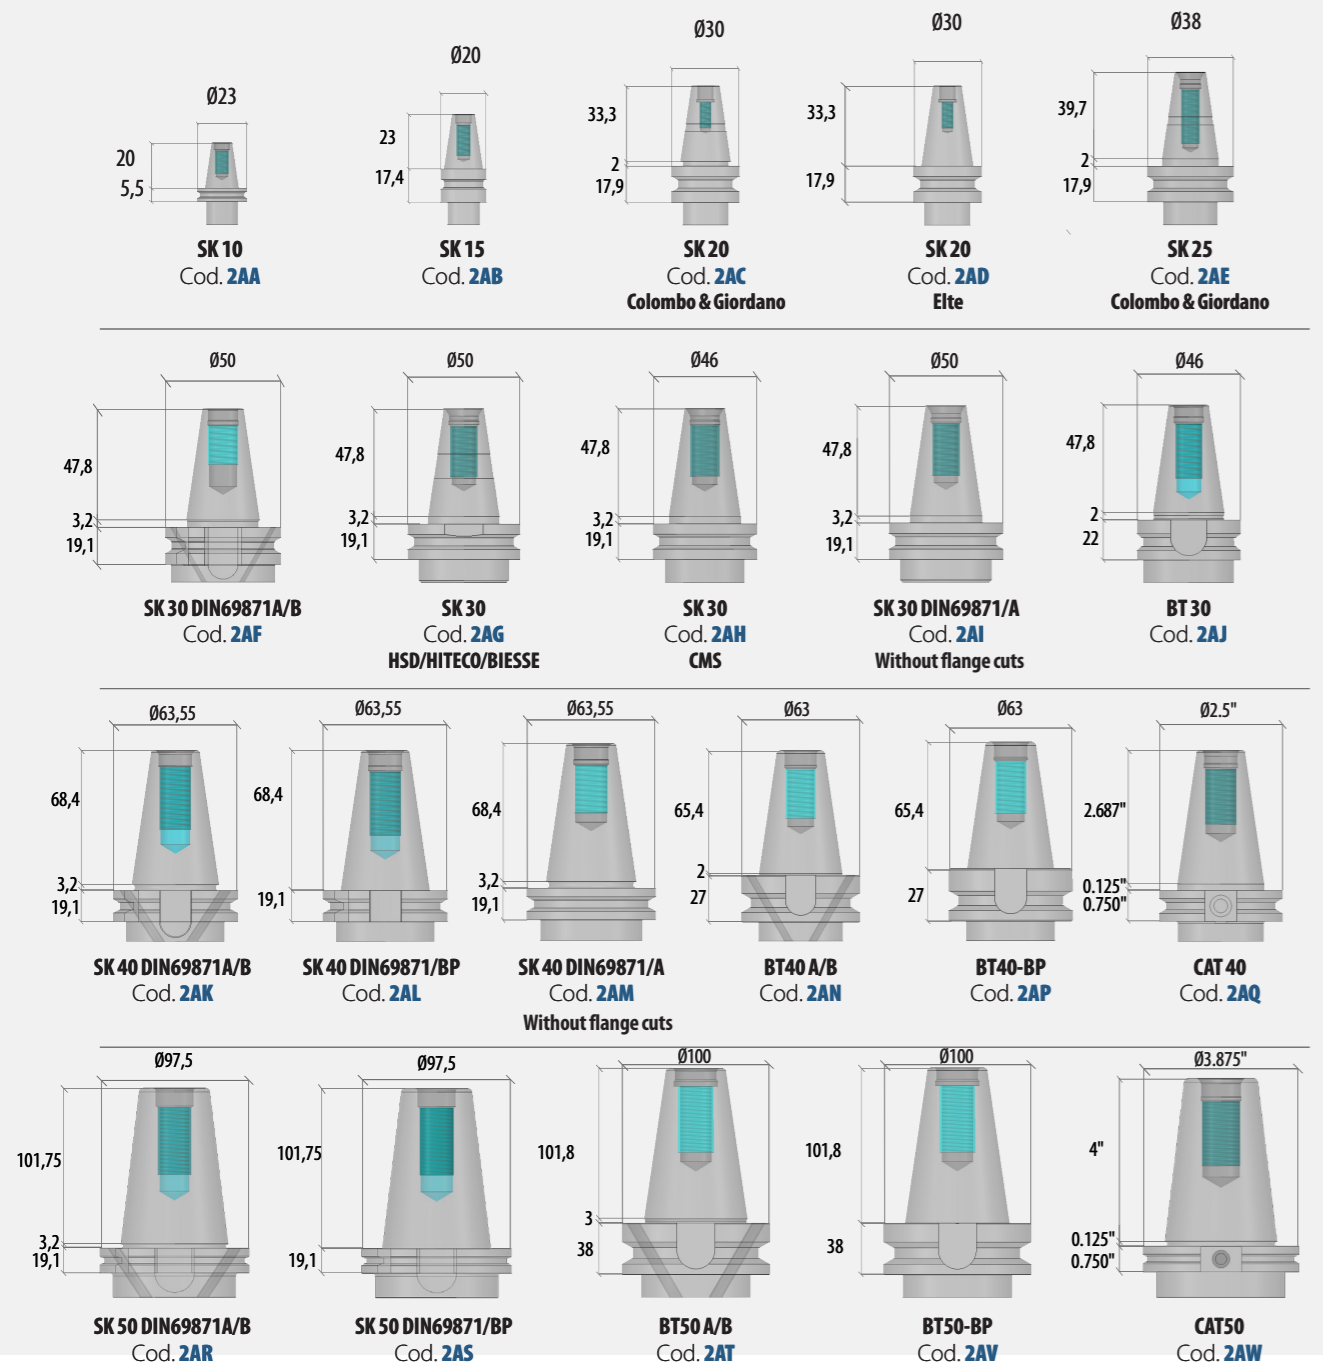 Ø23
20
5,5
SK 10
Cod. 2AA
Ø20
23
17,4
SK 15
Cod. 2AB
Ø30
33,3
2
17,9
SK 20
Cod. 2AC
Colombo & Giordano
Ø30
33,3
17,9
SK 20
Cod. 2AD
Elte
Ø38
39,7
2
17,9
SK 25
Cod. 2AE
Colombo & Giordano
Ø50
47,8
3,2
19,1
SK 30 DIN69871A/B
Cod. 2AF
Ø50
47,8
3,2
19,1
SK 30
Cod. 2AG
HSD/HITECO/BIESSE
Ø46
47,8
3,2
19,1
SK 30
Cod. 2AH
CMS
Ø50
47,8
3,2
19,1
SK 30 DIN69871/A
Cod. 2AI
Without flange cuts
Ø46
47,8
2
22
BT 30
Cod. 2AJ
Ø63,55
68,4
3,2
19,1
SK 40 DIN69871A/B
Cod. 2AK
Ø63,55
68,4
19,1
SK 40 DIN69871/BP
Cod. 2AL
Ø63,55
68,4
3,2
19,1
SK 40 DIN69871/A
Cod. 2AM
Without flange cuts
Ø63
65,4
2
27
BT40 A/B
Cod. 2AN
Ø63
65,4
27
BT40-BP
Cod. 2AP
Ø2.5"
2.687"
0.125"
0.750"
CAT 40
Cod. 2AQ
Ø97,5
101,75
3,2
19,1
SK 50 DIN69871A/B
Cod. 2AR
Ø97,5
101,75
19,1
SK 50 DIN69871/BP
Cod. 2AS
Ø100
101,8
3
38
BT50 A/B
Cod. 2AT
Ø100
101,8
38
BT50-BP
Cod. 2AV
Ø3.875"
4"
0.125"
0.750"
CAT50
Cod. 2AW